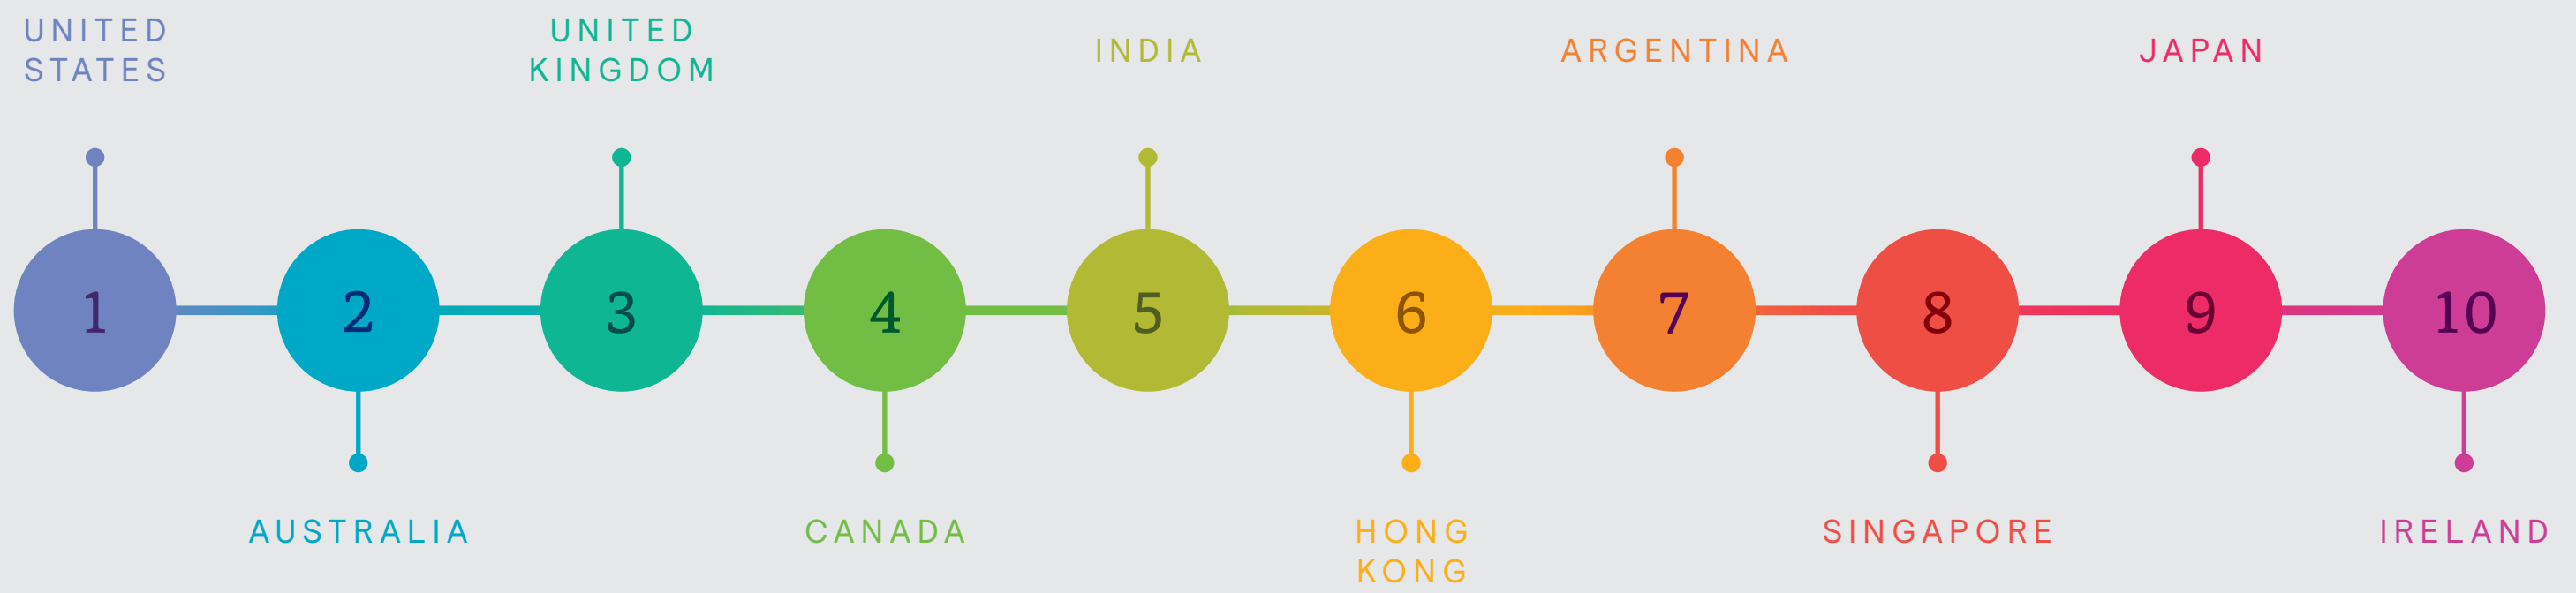 UNITED
STATES
UNITED
KINGDOM
INDIA
ARGENTINA
JAPAN
1
2
3
4
5
6
7
8
9
10
AUSTRALIA
CANADA
HONG
KONG
SINGAPORE
IRELAND